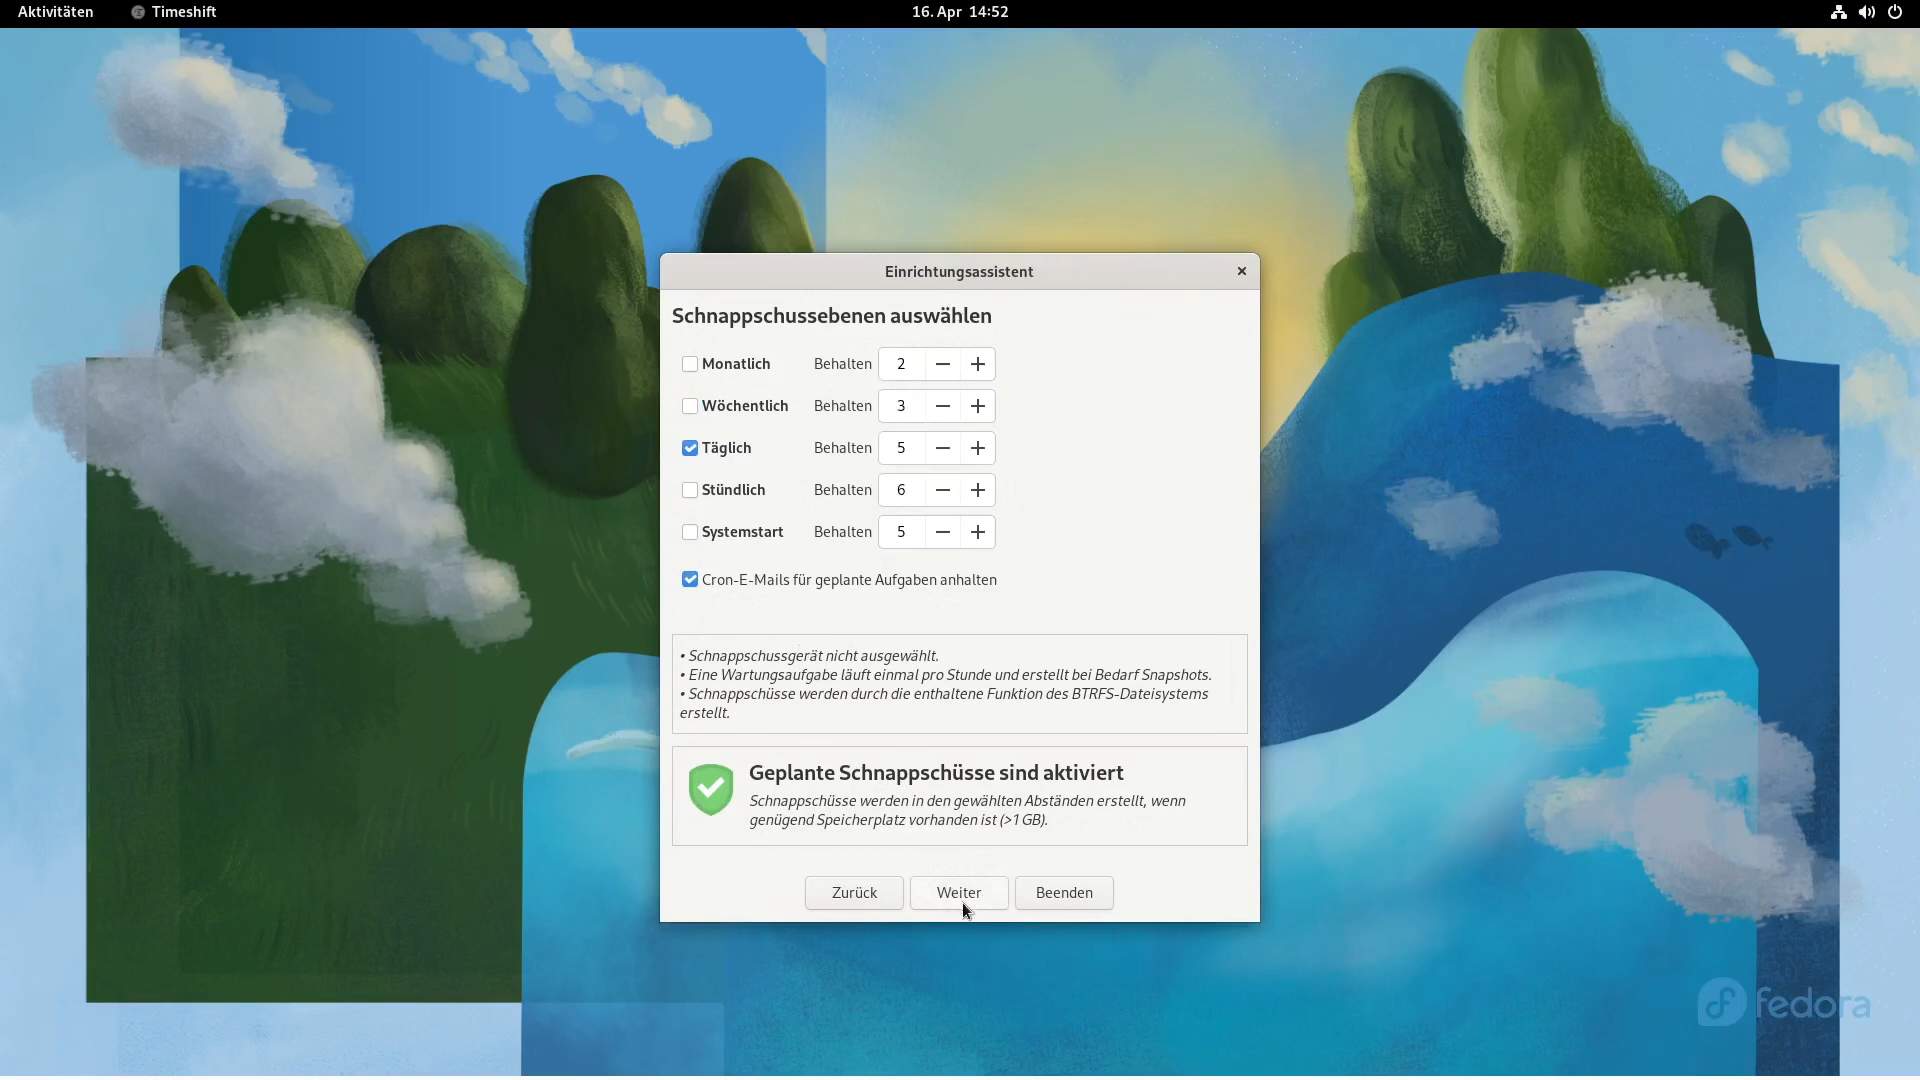 Aktivitäten Timeshift 16. Apr 14:52
Einrichtungsassistent ×
Schnappschussebenen auswählen
Monatlich Behalten 2 − +
Wöchentlich Behalten 3 − +
Täglich Behalten 5 − +
Stündlich Behalten 6 − +
Systemstart Behalten 5 − +
Cron-E-Mails für geplante Aufgaben anhalten
• Schnappschussgerät nicht ausgewählt.
• Eine Wartungsaufgabe läuft einmal pro Stunde und erstellt bei Bedarf Snapshots.
• Schnappschüsse werden durch die enthaltene Funktion des BTRFS-Dateisystems
erstellt.
Geplante Schnappschüsse sind aktiviert
Schnappschüsse werden in den gewählten Abständen erstellt, wenn
genügend Speicherplatz vorhanden ist (>1 GB).
Zurück Weiter Beenden
fedora